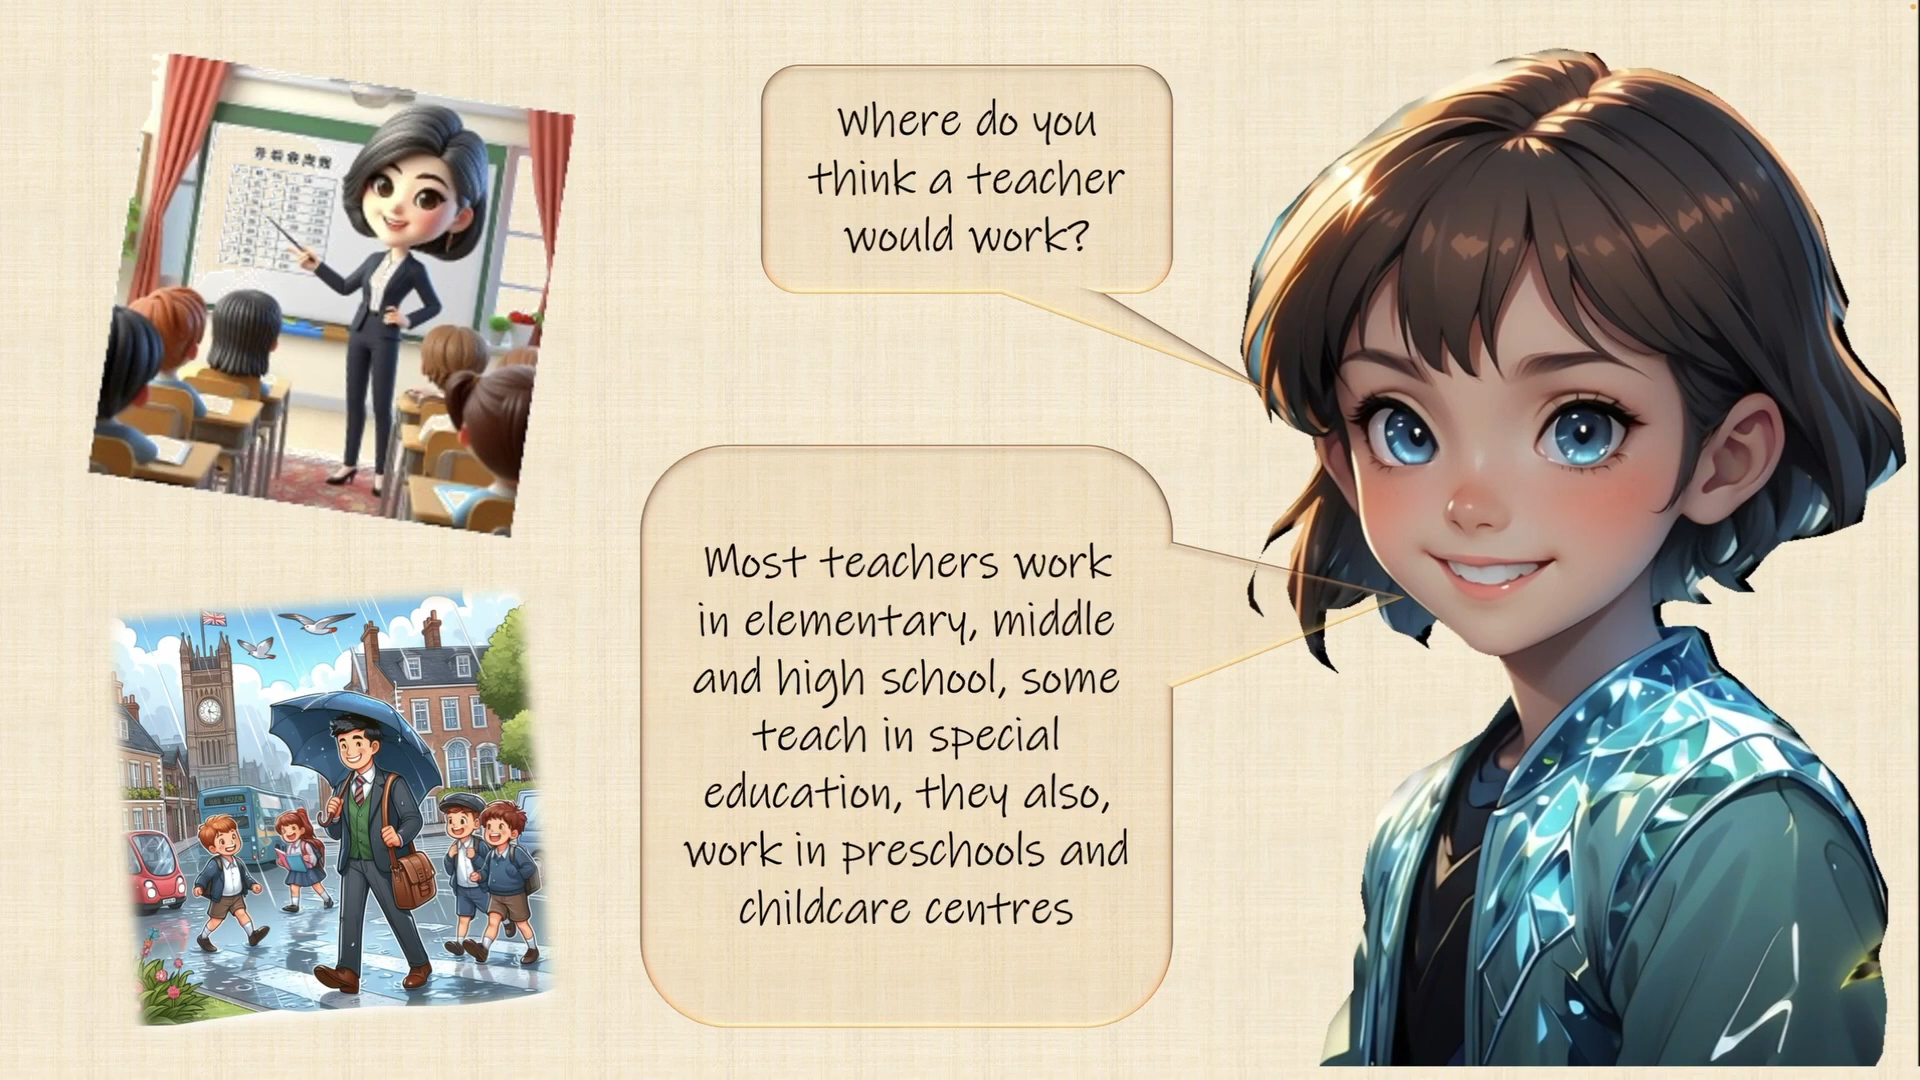 Where do you
think a teacher
would work?
Most teachers work
in elementary, middle
and high school, some
teach in special
education, they also,
work in preschools and
childcare centres